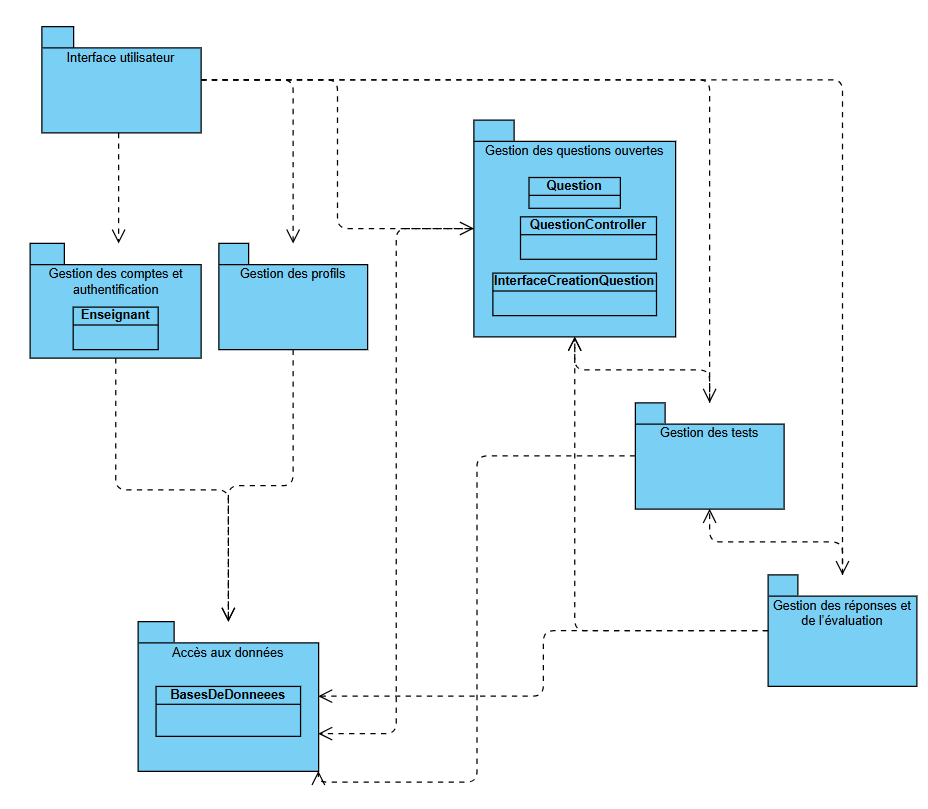 Interface utilisateur
Gestion des questions ouvertes
Question
QuestionController
InterfaceCreationQuestion
Gestion des comptes et
authentification
Enseignant
Gestion des profils
Gestion des tests
Gestion des réponses et
de l'évaluation
Accès aux données
BasesDeDonneees